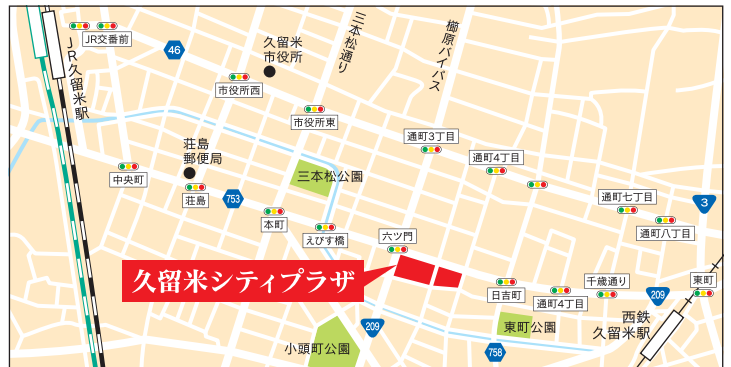 JR交番前
JR久留米駅
46
久留米
市役所
三本松通り
櫛原バイパス
市役所西
市役所東
通町3丁目
通町4丁目
荘島
郵便局
三本松公園
中央町
荘島
753
本町
えびす橋
六ツ門
通町七丁目
通町八丁目
3
久留米シティプラザ
日吉町
通町4丁目
千歳通り
209
東町
西鉄
久留米駅
東町公園
小頭町公園
209
758